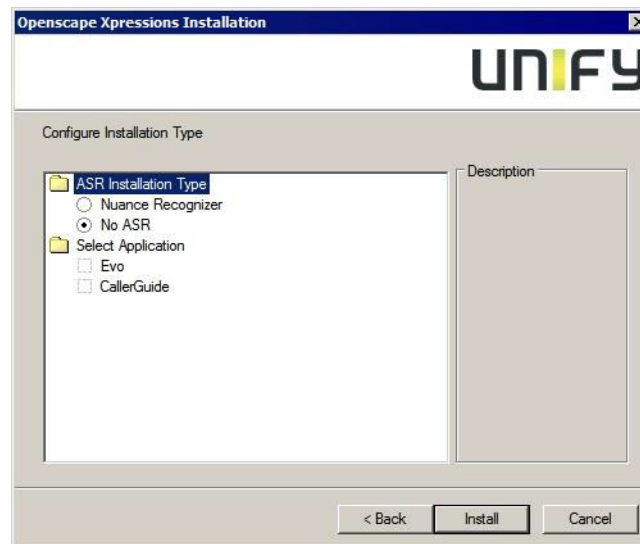 Openscape Xpressions Installation
UNIFY
Configure Installation Type
ASR Installation Type
Nuance Recognizer
No ASR
Select Application
Evo
CallerGuide
Description
< Back
Install
Cancel